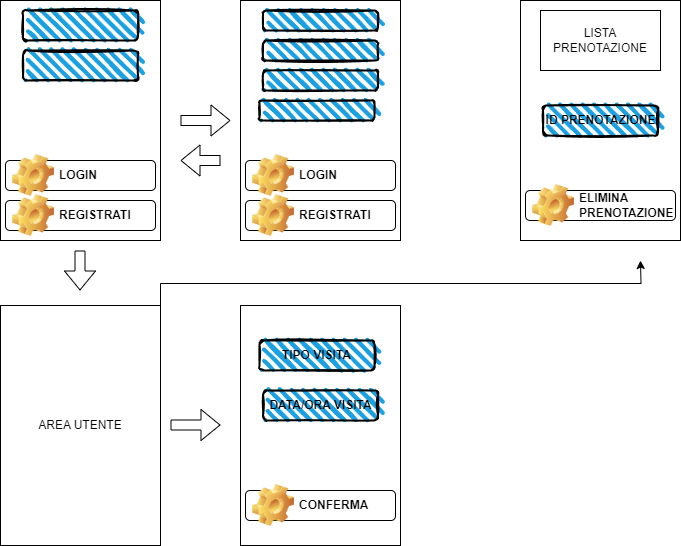 LOGIN
REGISTRATI
LOGIN
REGISTRATI
LISTA
PRENOTAZIONE
ID PRENOTAZIONE
ELIMINA
PRENOTAZIONE
AREA UTENTE
TIPO VISITA
DATA/ORA VISITA
CONFERMA